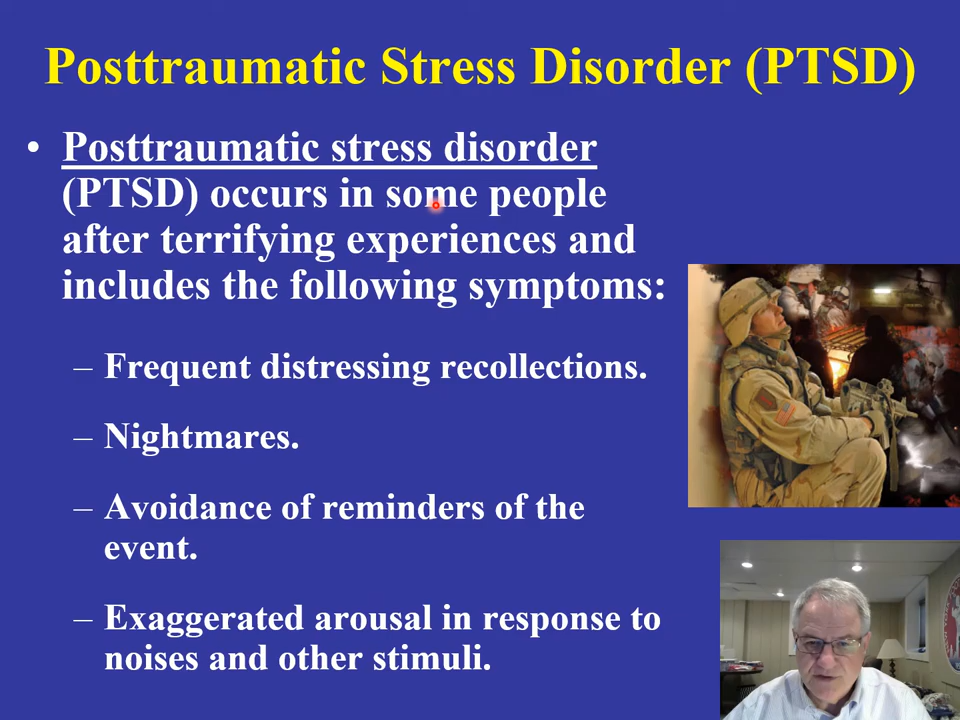 Posttraumatic Stress Disorder (PTSD)
• Posttraumatic stress disorder
(PTSD) occurs in some people
after terrifying experiences and
includes the following symptoms:
– Frequent distressing recollections.
– Nightmares.
– Avoidance of reminders of the
event.
– Exaggerated arousal in response to
noises and other stimuli.